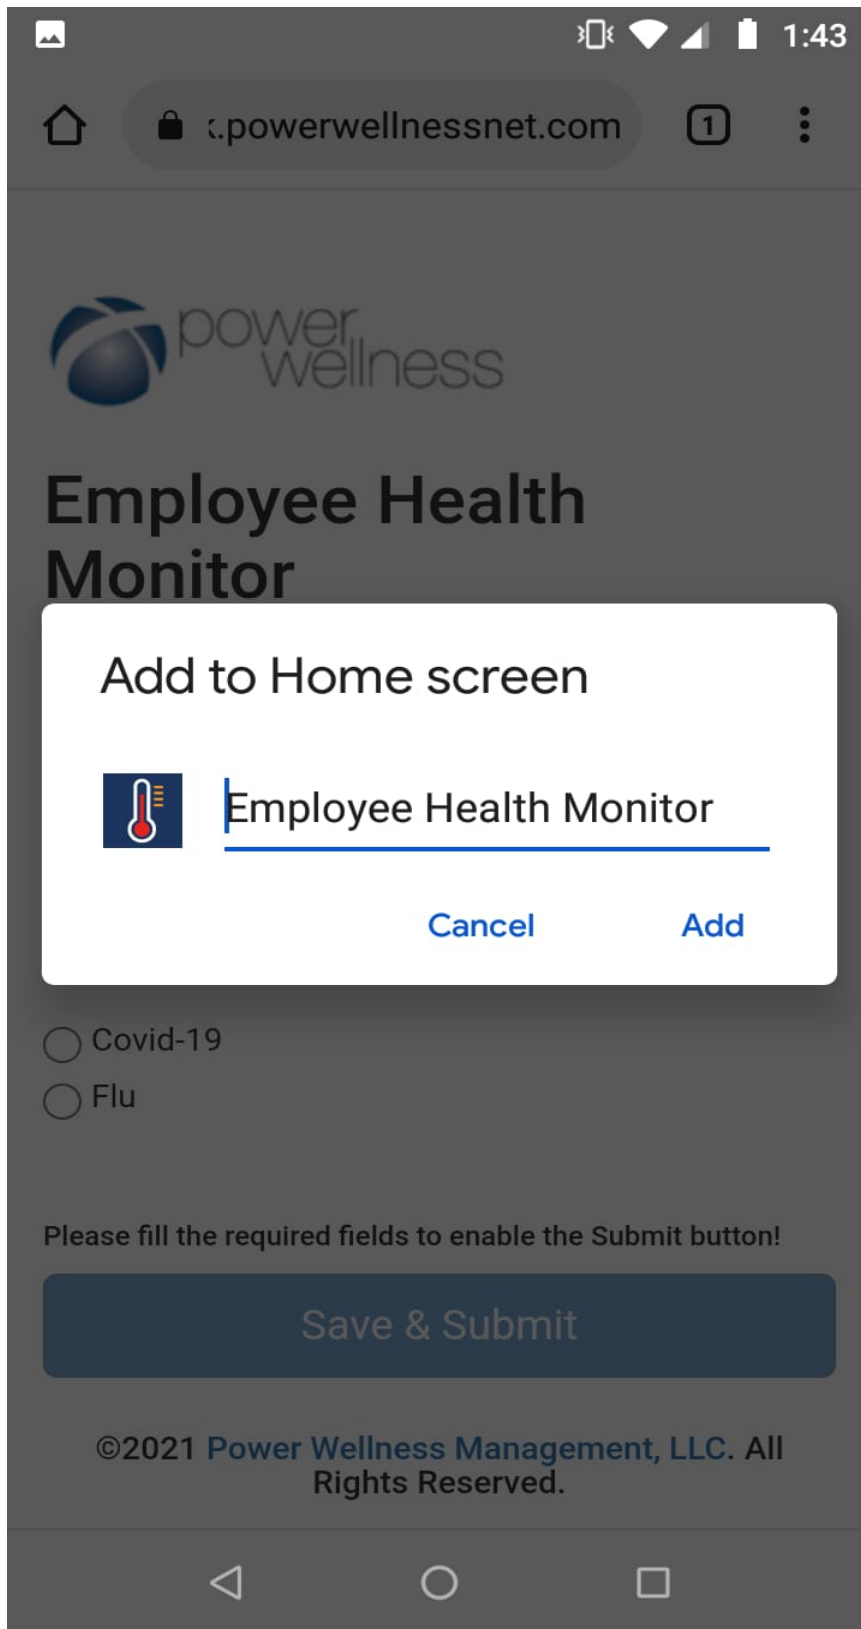 1:43
k.powerwellnessnet.com
1
power
wellness
Employee Health
Monitor
Add to Home screen
Employee Health Monitor
Cancel
Add
Covid-19
Flu
Please fill the required fields to enable the Submit button!
Save & Submit
©2021 Power Wellness Management, LLC. All
Rights Reserved.